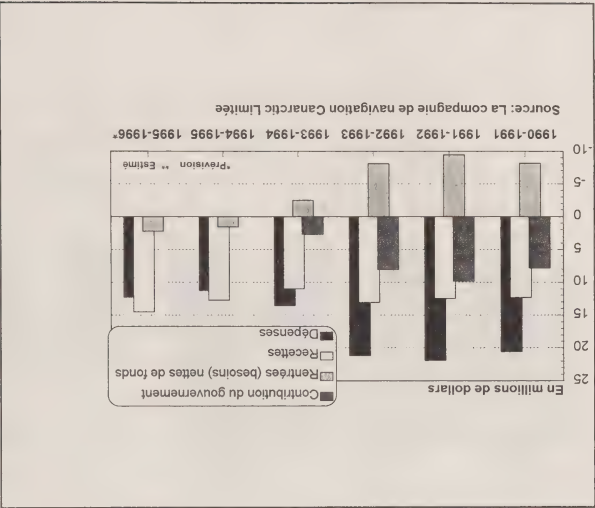 En millions de dollars
25
Contribution du gouvernement
Rentrées (besoins) nettes de fonds
20
Recettes
Dépenses
15
10
5
0
-5
*Prévision ** Estimé
-10
1990-1991 1991-1992 1992-1993 1993-1994 1994-1995 1995-1996*
Source: La compagnie de navigation Canarctic Limitée